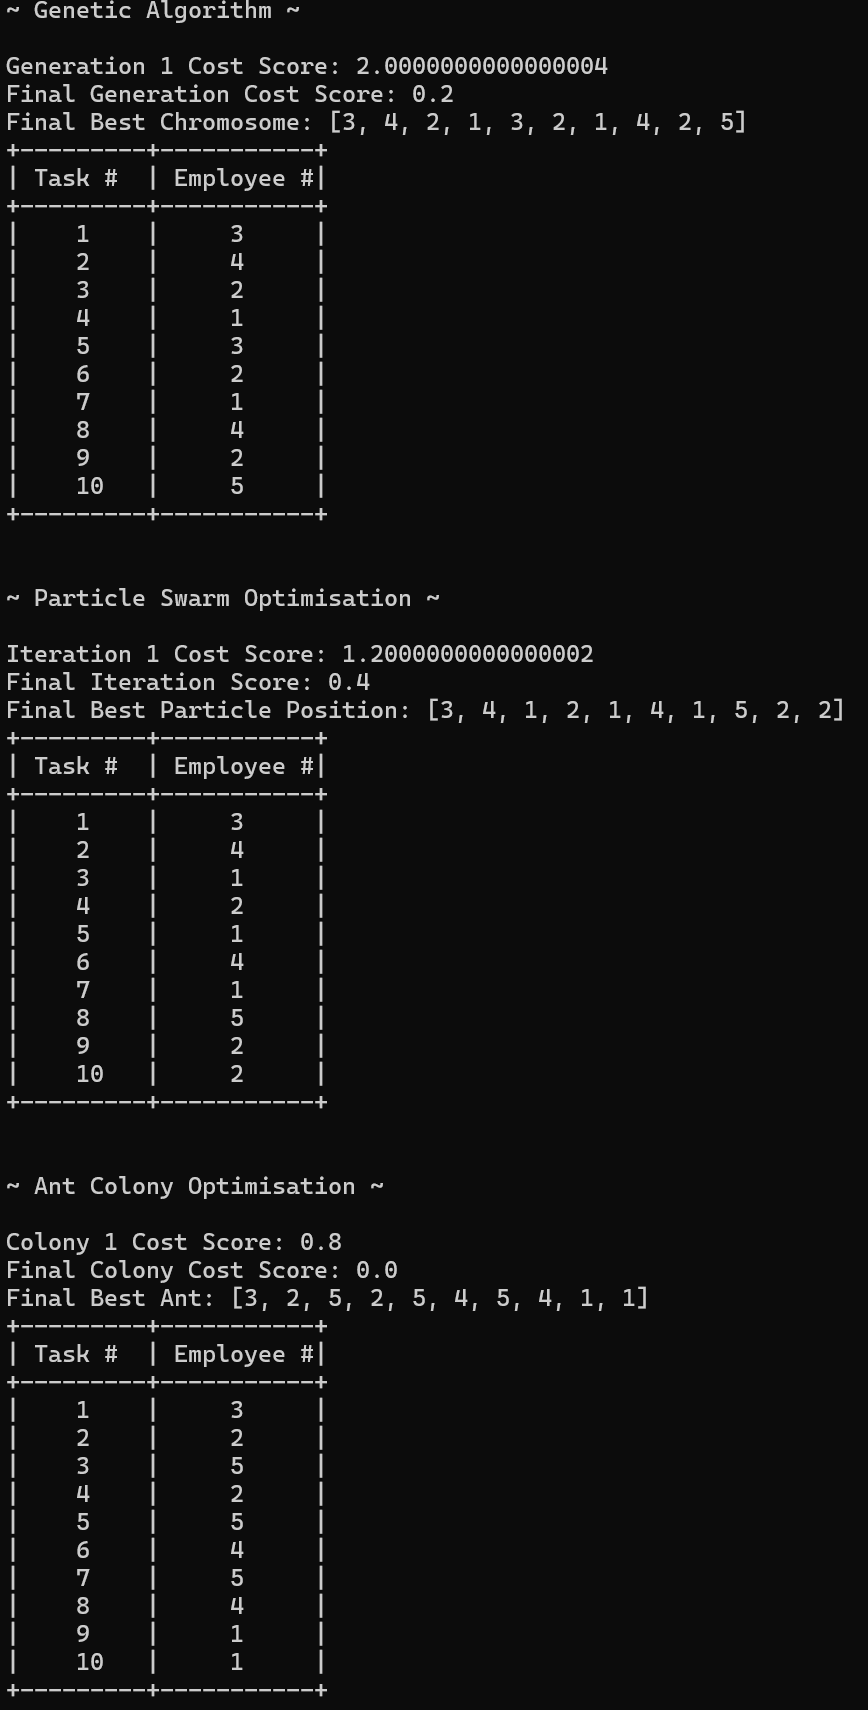 ~ Genetic Algorithm ~
Generation 1 Cost Score: 2.0000000000000004
Final Generation Cost Score: 0.2
Final Best Chromosome: [3, 4, 2, 1, 3, 2, 1, 4, 2, 5]
+---------+-----------+
| Task #  | Employee #|
+---------+-----------+
|    1    |     3     |
|    2    |     4     |
|    3    |     2     |
|    4    |     1     |
|    5    |     3     |
|    6    |     2     |
|    7    |     1     |
|    8    |     4     |
|    9    |     2     |
|    10   |     5     |
+---------+-----------+
~ Particle Swarm Optimisation ~
Iteration 1 Cost Score: 1.2000000000000002
Final Iteration Score: 0.4
Final Best Particle Position: [3, 4, 1, 2, 1, 4, 1, 5, 2, 2]
+---------+-----------+
| Task #  | Employee #|
+---------+-----------+
|    1    |     3     |
|    2    |     4     |
|    3    |     1     |
|    4    |     2     |
|    5    |     1     |
|    6    |     4     |
|    7    |     1     |
|    8    |     5     |
|    9    |     2     |
|    10   |     2     |
+---------+-----------+
~ Ant Colony Optimisation ~
Colony 1 Cost Score: 0.8
Final Colony Cost Score: 0.0
Final Best Ant: [3, 2, 5, 2, 5, 4, 5, 4, 1, 1]
+---------+-----------+
| Task #  | Employee #|
+---------+-----------+
|    1    |     3     |
|    2    |     2     |
|    3    |     5     |
|    4    |     2     |
|    5    |     5     |
|    6    |     4     |
|    7    |     5     |
|    8    |     4     |
|    9    |     1     |
|    10   |     1     |
+---------+-----------+